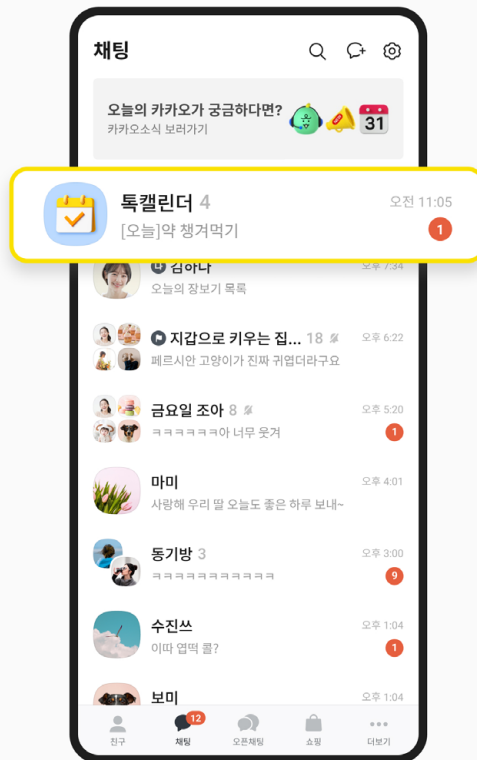 채팅
오늘의 카카오가 궁금하다면?
카카오소식 보러가기
31
톡캘린더 4
오전 11:05
[오늘]약 챙겨먹기
1
나 김하나
오후 7:34
오늘의 장보기 목록
지갑으로 키우는 집... 18
오후 6:22
페르시안 고양이가 진짜 귀엽더라구요
금요일 조아 8
오후 5:20
ㅋㅋㅋㅋㅋㅋ아 너무 웃겨
1
마미
오후 4:01
사랑해 우리 딸 오늘도 좋은 하루 보내~
동기방 3
오후 3:00
ㅋㅋㅋㅋㅋㅋㅋㅋㅋㅋㅋ
9
수진쓰
오후 1:04
이따 엽떡 콜?
1
보미
오후 1:04
12
친구
채팅
오픈채팅
쇼핑
더보기